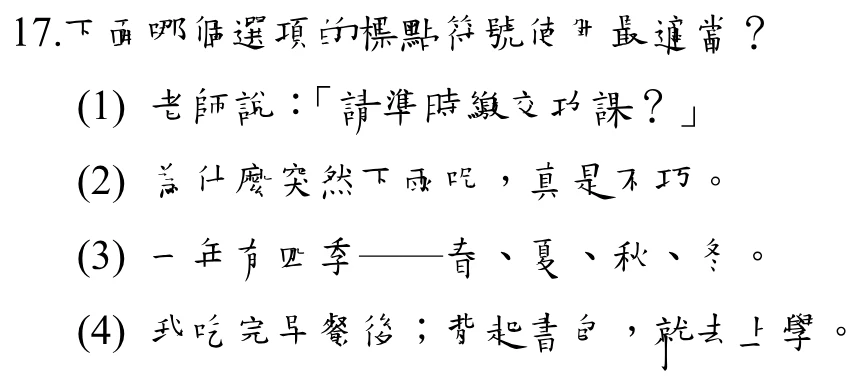 17.下面哪個選項的標點符號使用最適當？
(1) 老師說：「請準時繳交功課？」
(2) 為什麼突然下雨呢，真是不巧。
(3) 一年有四季——春、夏、秋、冬。
(4) 我吃完早餐後；背起書包，就去上學。